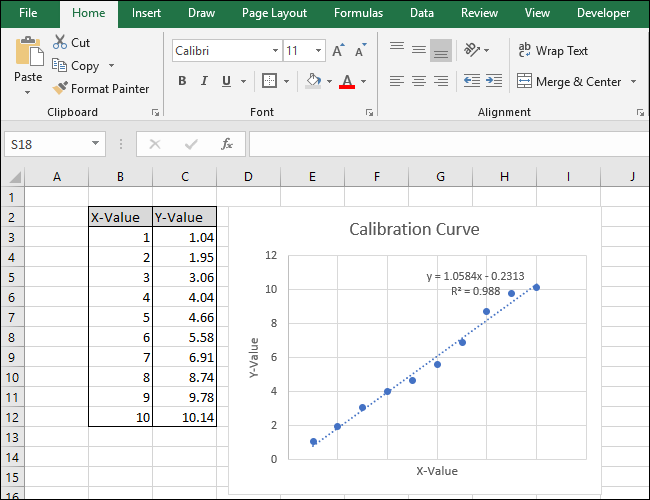 File Home Insert Draw Page Layout Formulas Data Review View Developer
Cut
Copy
Format Painter
Paste
Clipboard
Calibri 11 A A
B I U A
Font
ab Wrap Text
Merge & Center
Alignment
S18 fx
A B C D E F G H I J
1
2 X-Value Y-Value
3 1 1.04
4 2 1.95
5 3 3.06
6 4 4.04
7 5 4.66
8 6 5.58
9 7 6.91
10 8 8.74
11 9 9.78
12 10 10.14
13
14
15
16
Calibration Curve
12
10
8
6
4
2
0
Y-Value
y = 1.0584x - 0.2313
R² = 0.988
X-Value